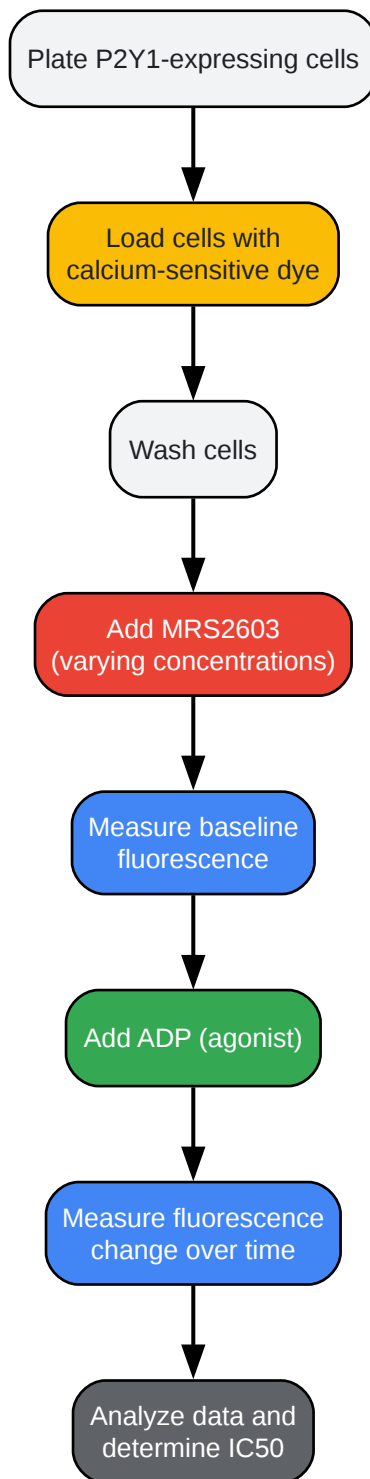 Plate P2Y1-expressing cells
Load cells with
calcium-sensitive dye
Wash cells
Add MRS2603
(varying concentrations)
Measure baseline
fluorescence
Add ADP (agonist)
Measure fluorescence
change over time
Analyze data and
determine IC50